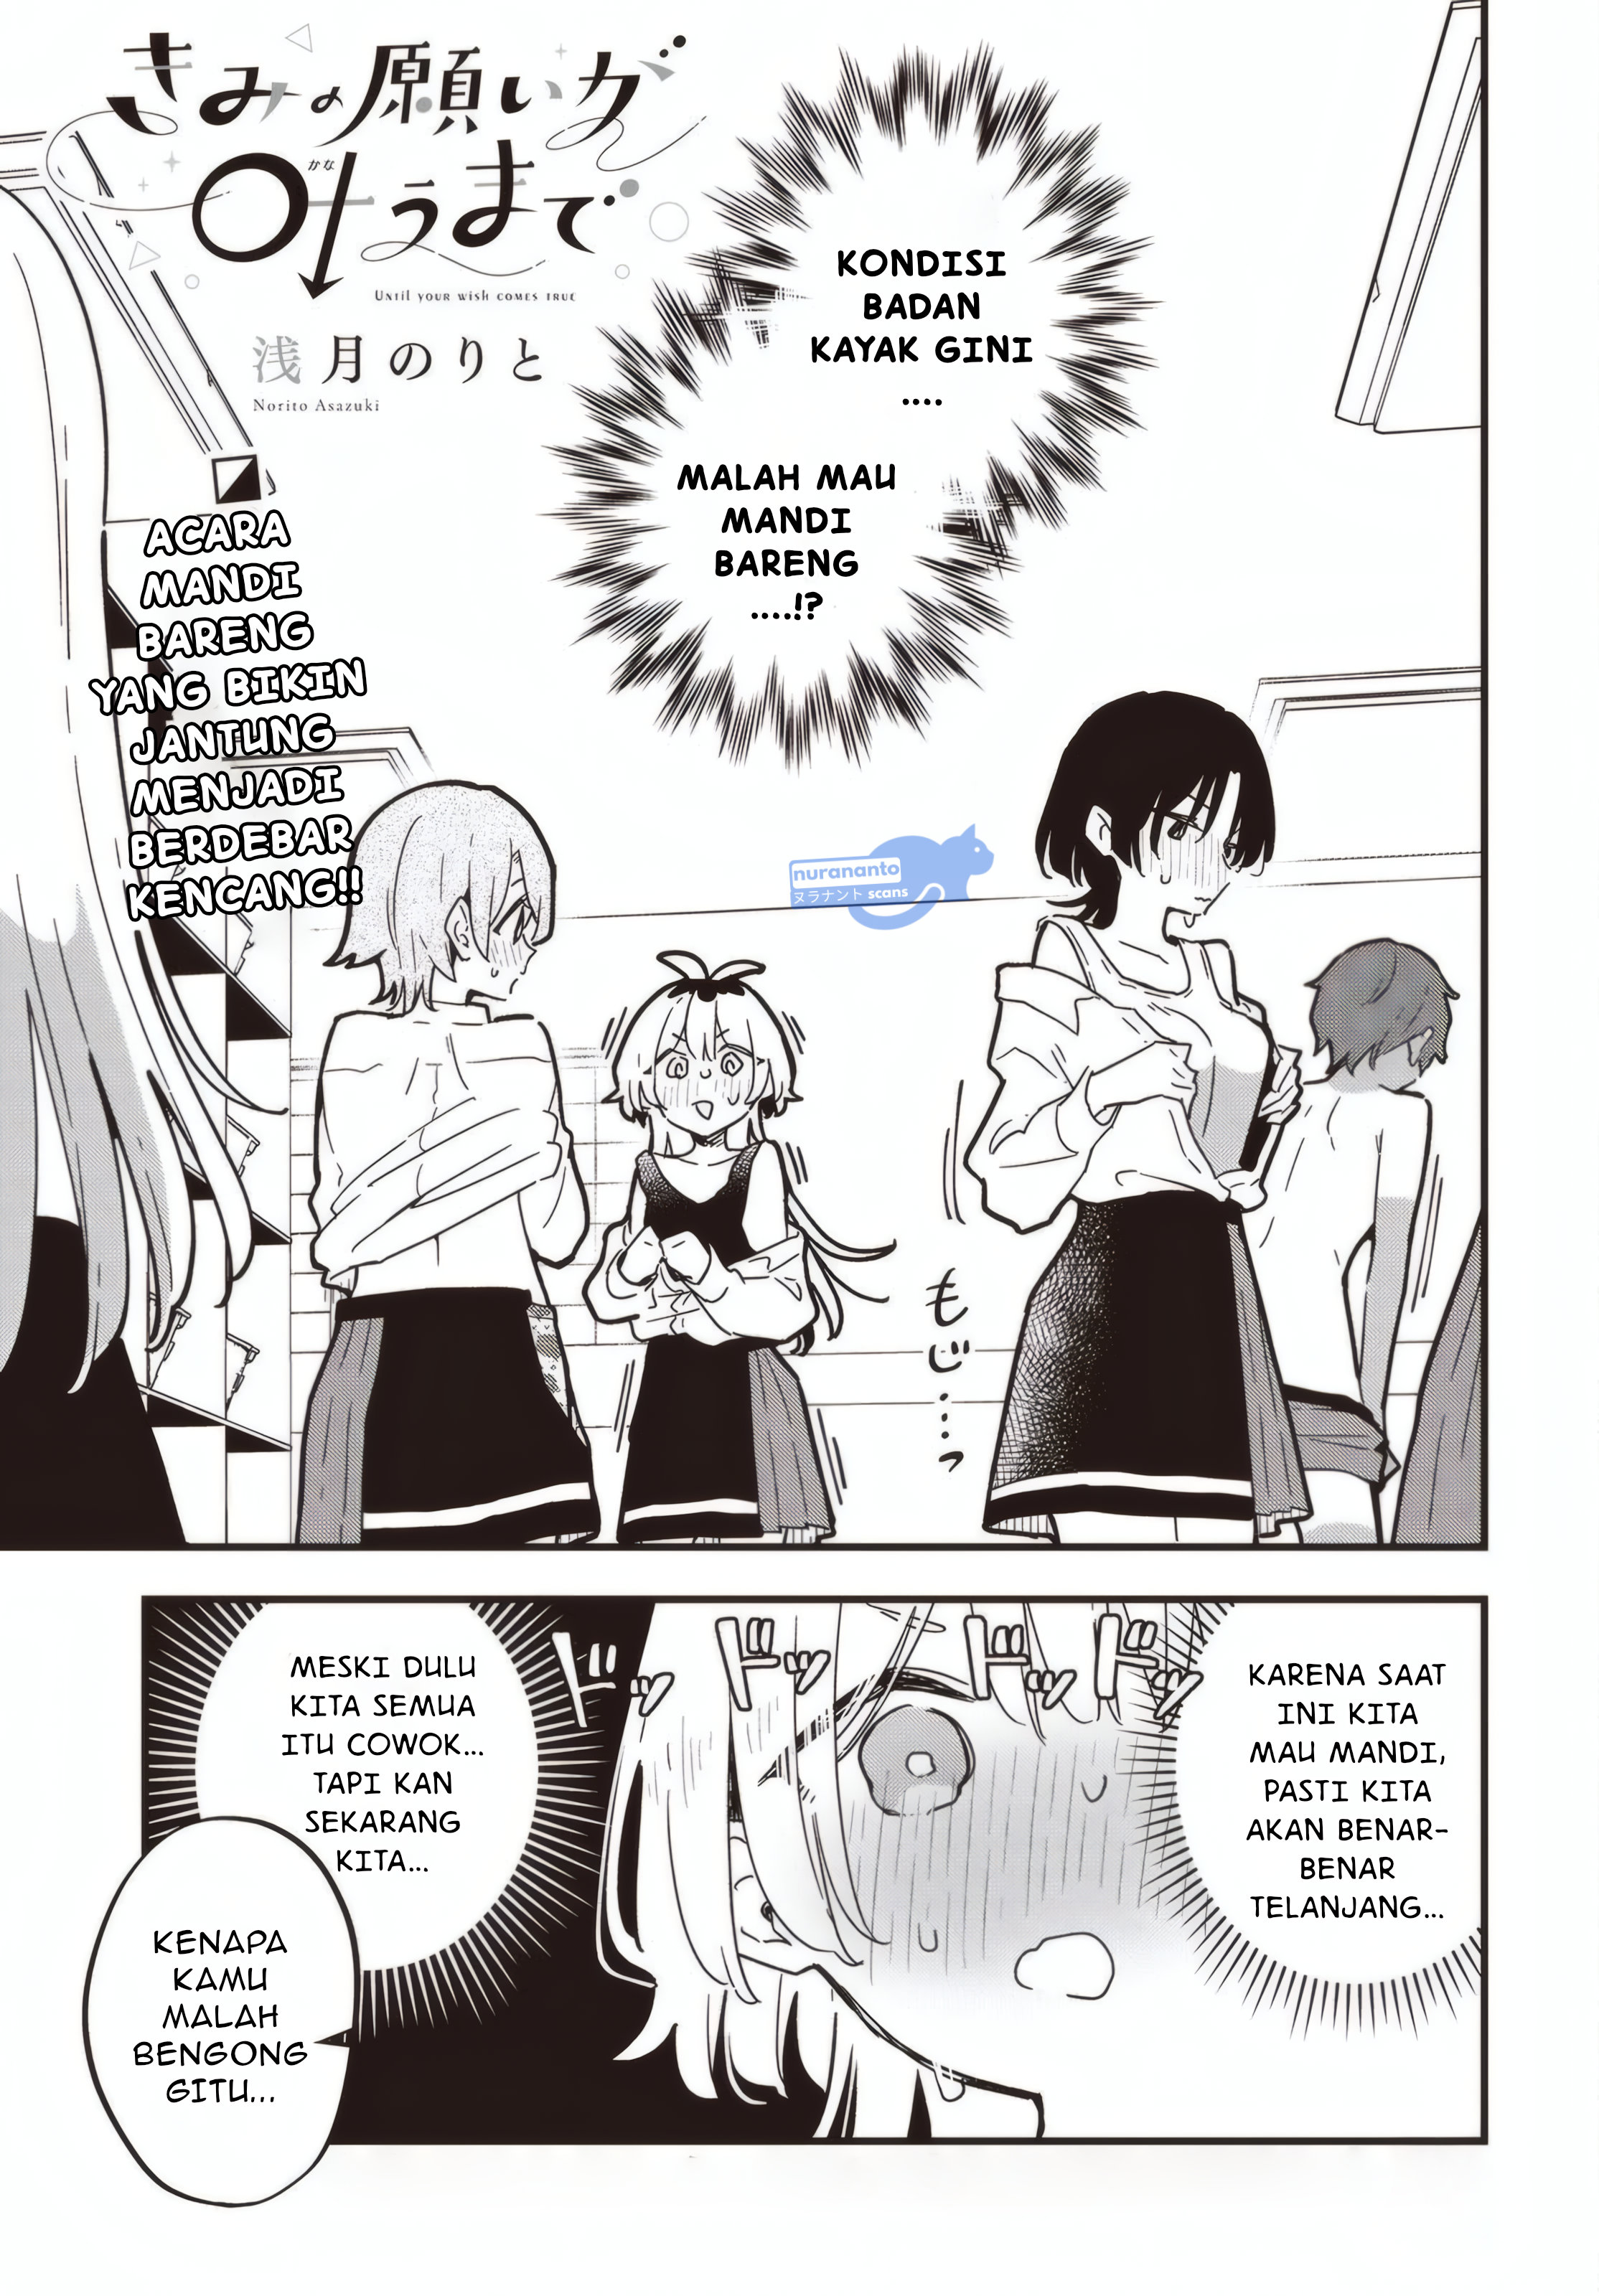 きみの願いが
叶うまで
かな
Until your wish comes true
浅月のりと
Norito Asazuki
KONDISI
BADAN
KAYAK GINI
....
MALAH MAU
MANDI
BARENG
....!?
ACARA
MANDI
BARENG
YANG BIKIN
JANTUNG
MENJADI
BERDEBAR
KENCANG!!
nurananto
ヌラナント scans
もじ…っ
KARENA SAAT
INI KITA
MAU MANDI,
PASTI KITA
AKAN BENAR-
BENAR
TELANJANG...
ドッ ドッ ドッ ドッ
MESKI DULU
KITA SEMUA
ITU COWOK...
TAPI KAN
SEKARANG
KITA...
KENAPA
KAMU
MALAH
BENGONG
GITU...